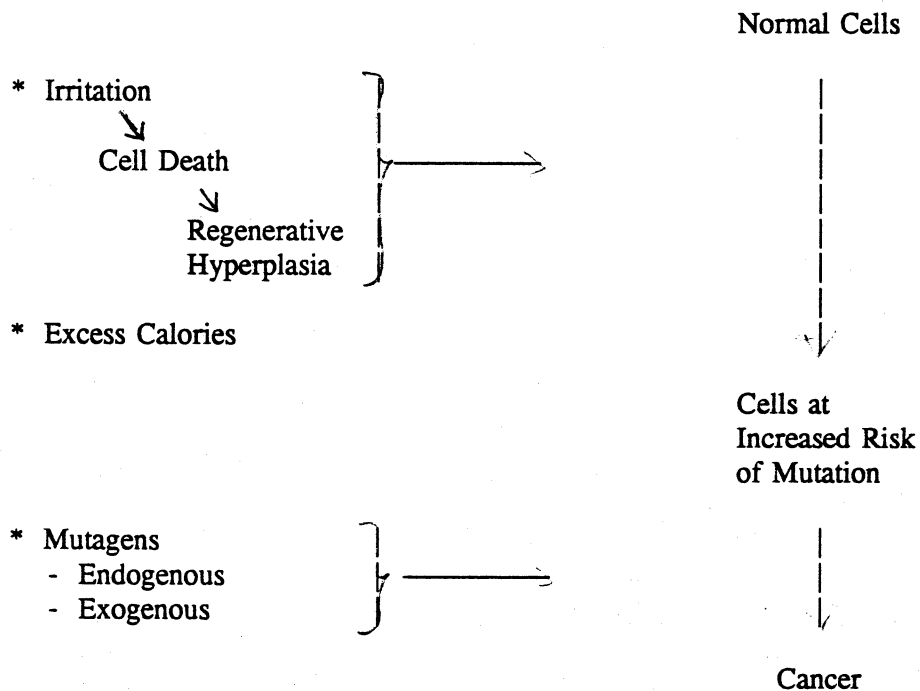 Normal Cells
* Irritation
Cell Death
Regenerative
Hyperplasia
* Excess Calories
Cells at
Increased Risk
of Mutation
* Mutagens
- Endogenous
- Exogenous
Cancer